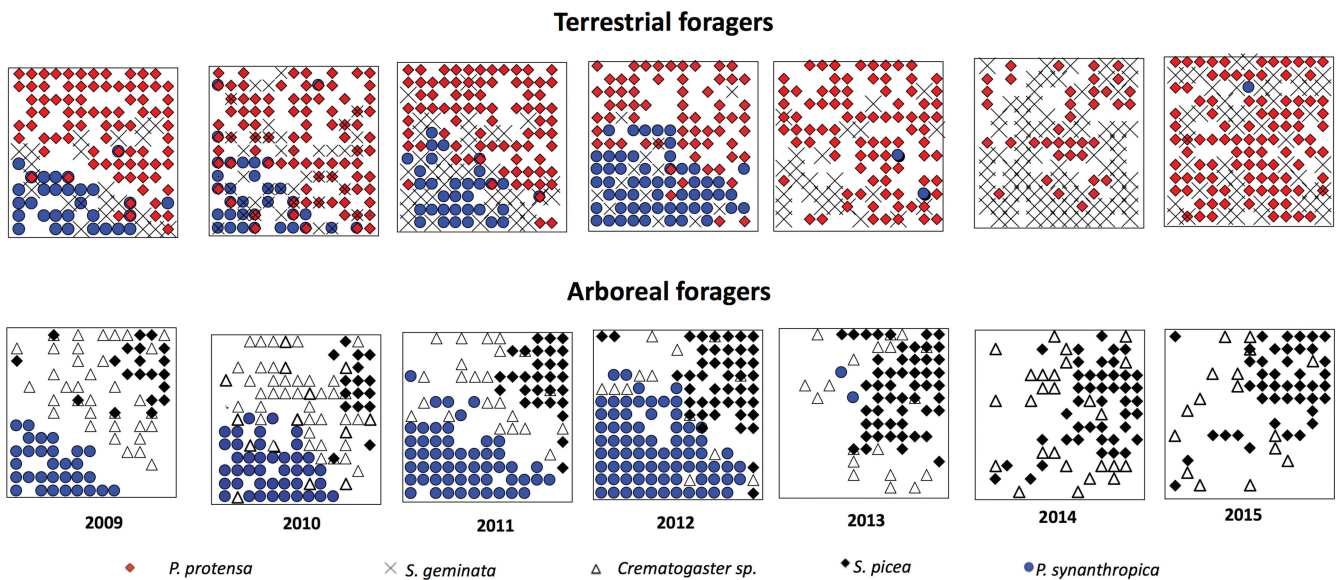 Terrestrial foragers
Arboreal foragers
2009 2010 2011 2012 2013 2014 2015
P. protensa S. geminata Crematogaster sp. S. picea P. synanthropica